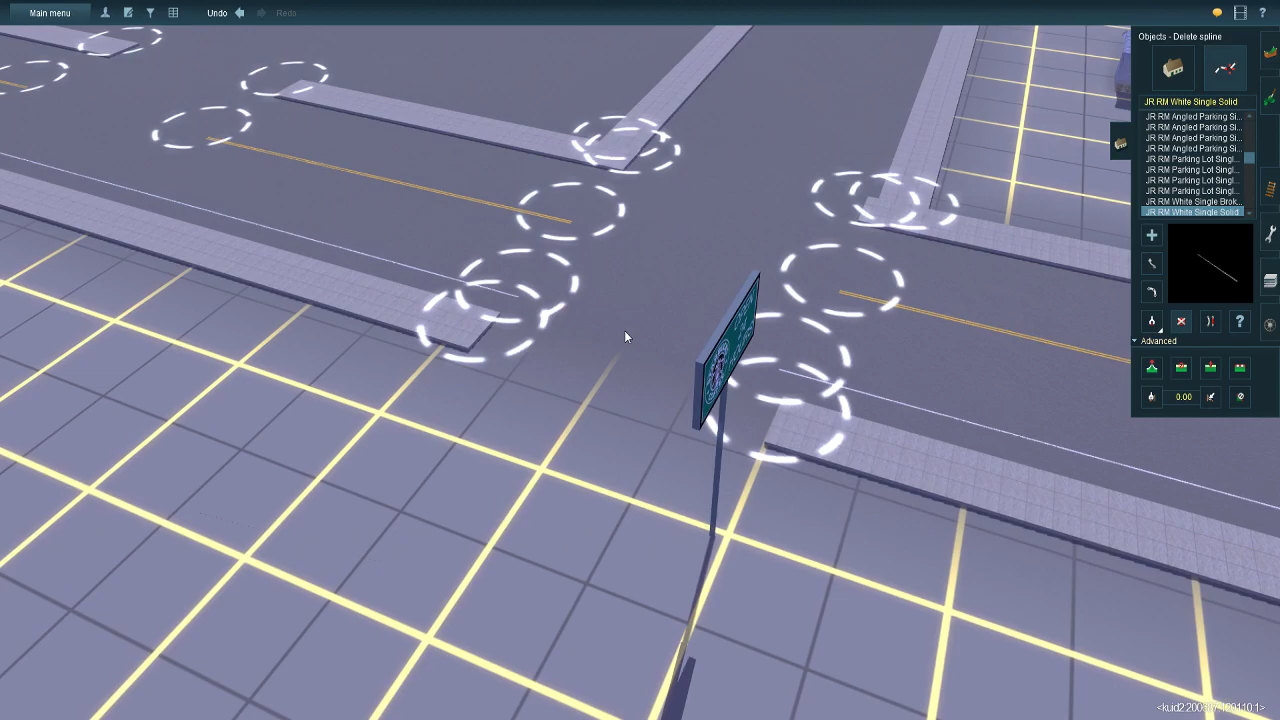 Main menu
Undo
Redo
?
Objects - Delete spline
JR RM White Single Solid
JR RM Angled Parking Si...
JR RM Angled Parking Si...
JR RM Angled Parking Si...
JR RM Angled Parking Si...
JR RM Parking Lot Singl...
JR RM Parking Lot Singl...
JR RM Parking Lot Singl...
JR RM Parking Lot Singl...
JR RM White Single Brok...
JR RM White Single Solid
?
Advanced
0.00